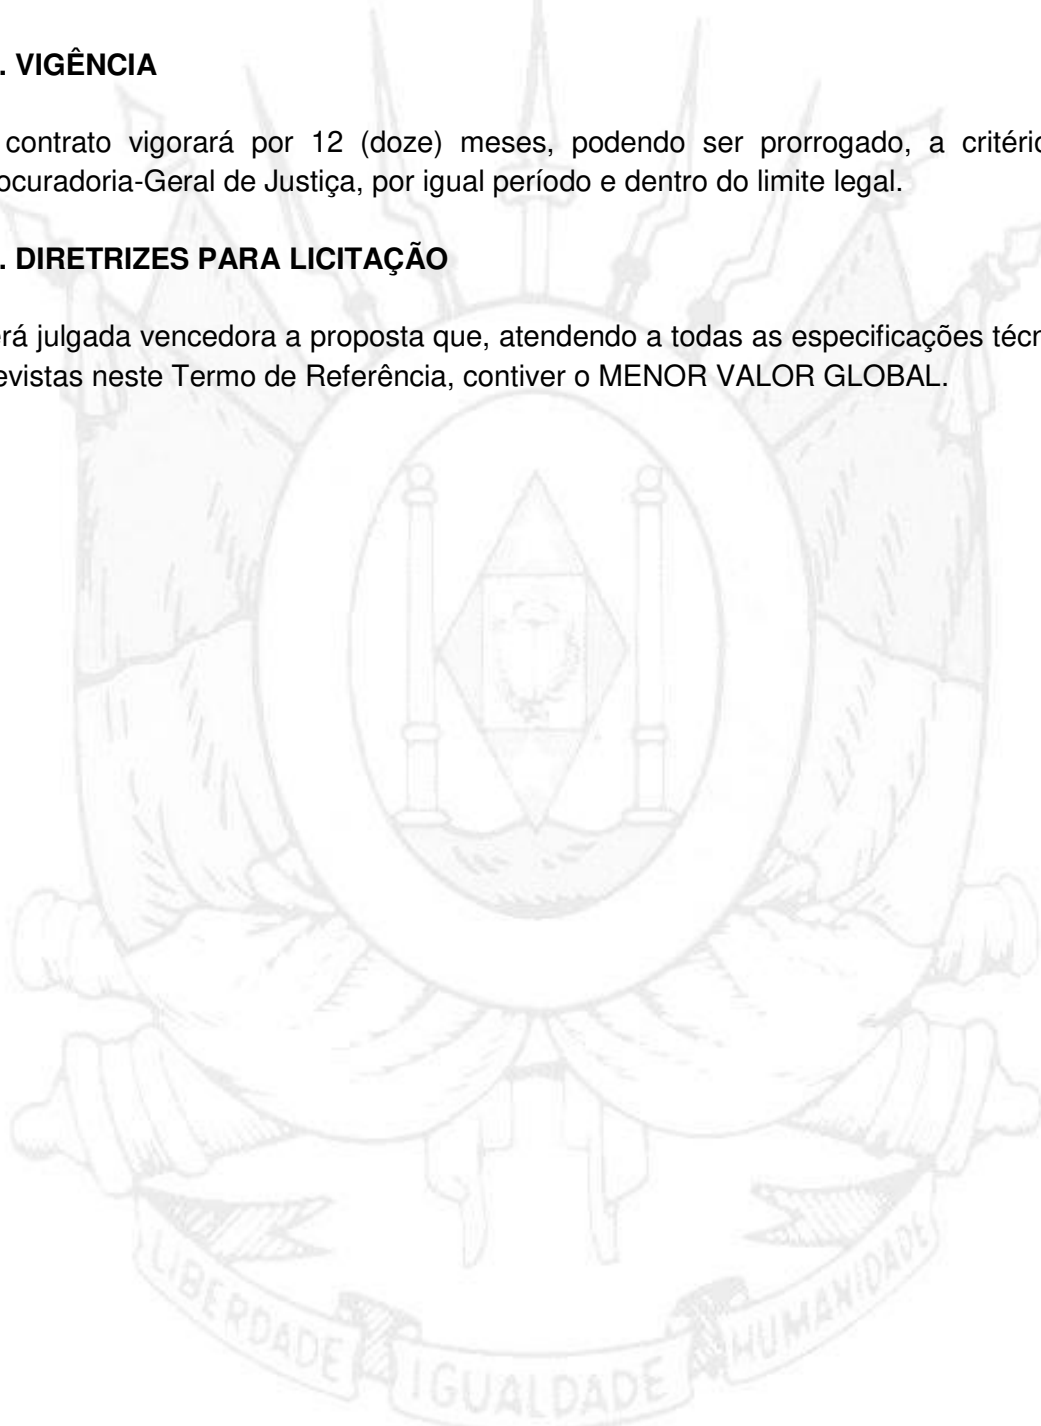 . VIGÊNCIA
contrato vigorará por 12 (doze) meses, podendo ser prorrogado, a critério
ocuradoria-Geral de Justiça, por igual período e dentro do limite legal.
. DIRETRIZES PARA LICITAÇÃO
erá julgada vencedora a proposta que, atendendo a todas as especificações técn
evistas neste Termo de Referência, contiver o MENOR VALOR GLOBAL.
LIBERDADE IGUALDADE HUMANIDADE